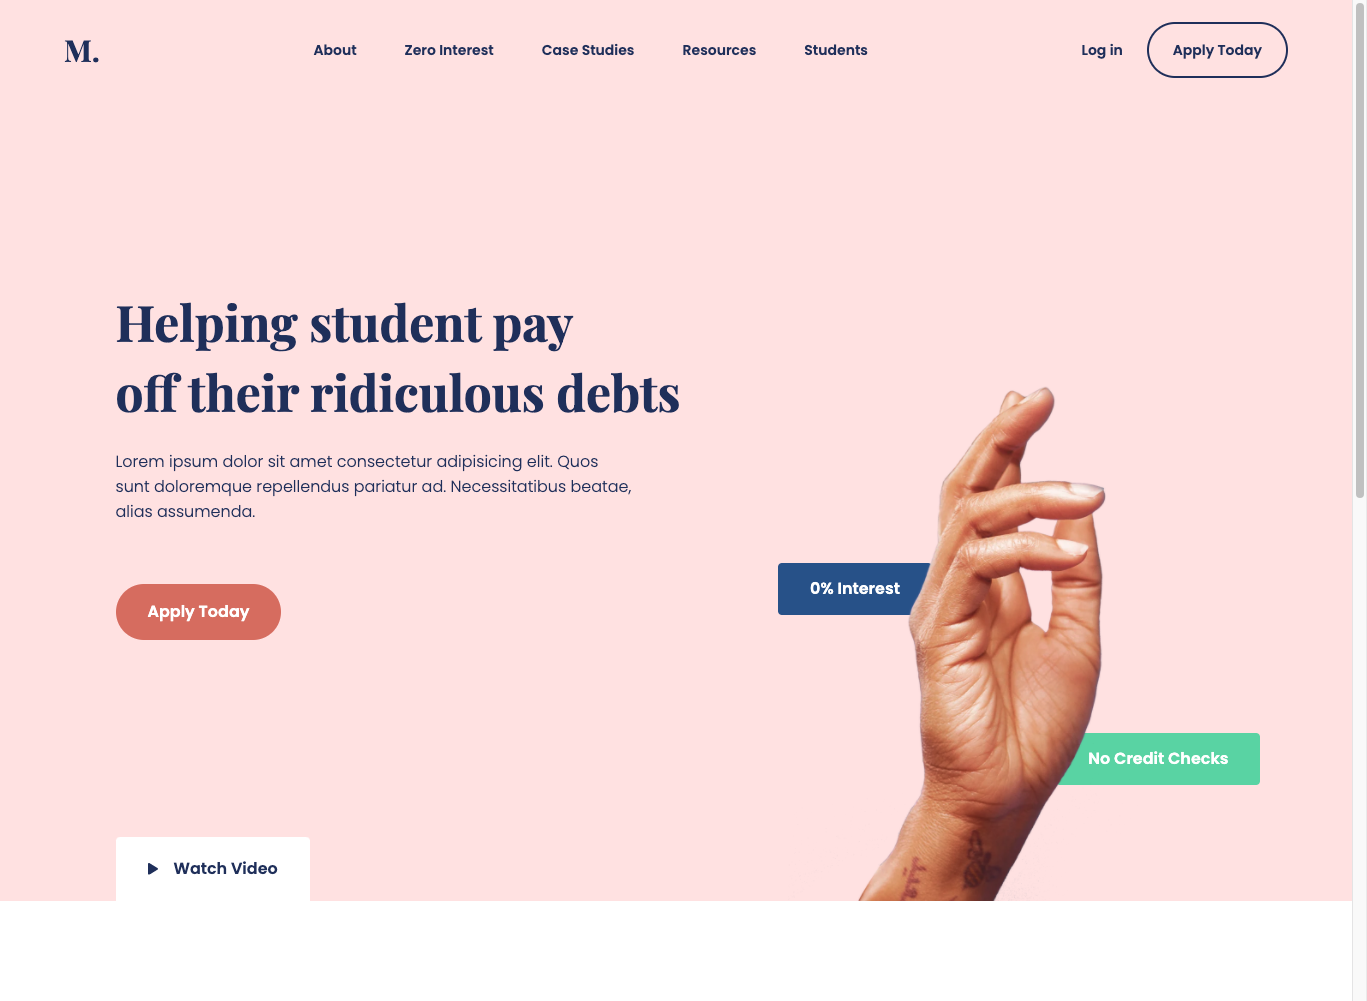 M.
About
Zero Interest
Case Studies
Resources
Students
Log in
Apply Today
Helping student pay
off their ridiculous debts
Lorem ipsum dolor sit amet consectetur adipisicing elit. Quos
sunt doloremque repellendus pariatur ad. Necessitatibus beatae,
alias assumenda.
0% Interest
Apply Today
No Credit Checks
Watch Video